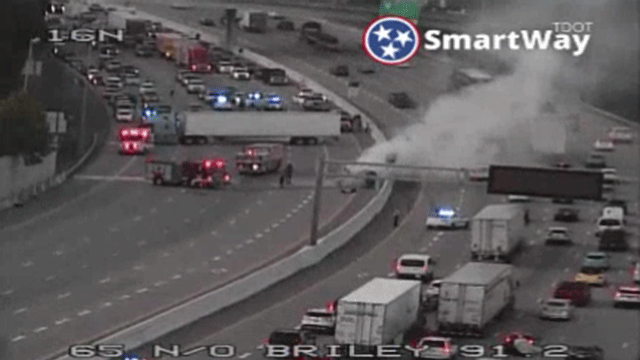 TDOT
16N
SmartWay
65 N/O BRILEY 91.2